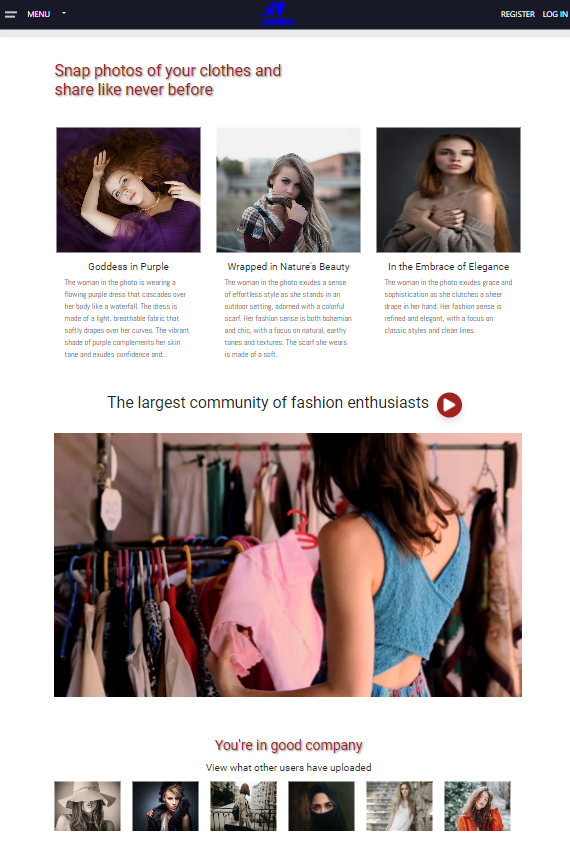 MENU
REGISTER LOG IN
Snap photos of your clothes and
share like never before
Goddess in Purple
The woman in the photo is wearing a
flowing purple dress that cascades over
her body like a waterfall. The dress is
made of a light, breathable fabric that
softly drapes over her curves. The vibrant
shade of purple complements her skin
tone and exudes confidence and...
Wrapped in Nature's Beauty
The woman in the photo exudes a sense
of effortless style as she stands in an
outdoor setting, adorned with a colorful
scarf. Her fashion sense is both bohemian
and chic, with a focus on natural, earthy
tones and textures. The scarf she wears
is made of a soft.
In the Embrace of Elegance
The woman in the photo exudes grace and
sophistication as she clutches a sheer
drape in her hand. Her fashion sense is
refined and elegant, with a focus on
classic styles and clean lines.
The largest community of fashion enthusiasts
You're in good company
View what other users have uploaded